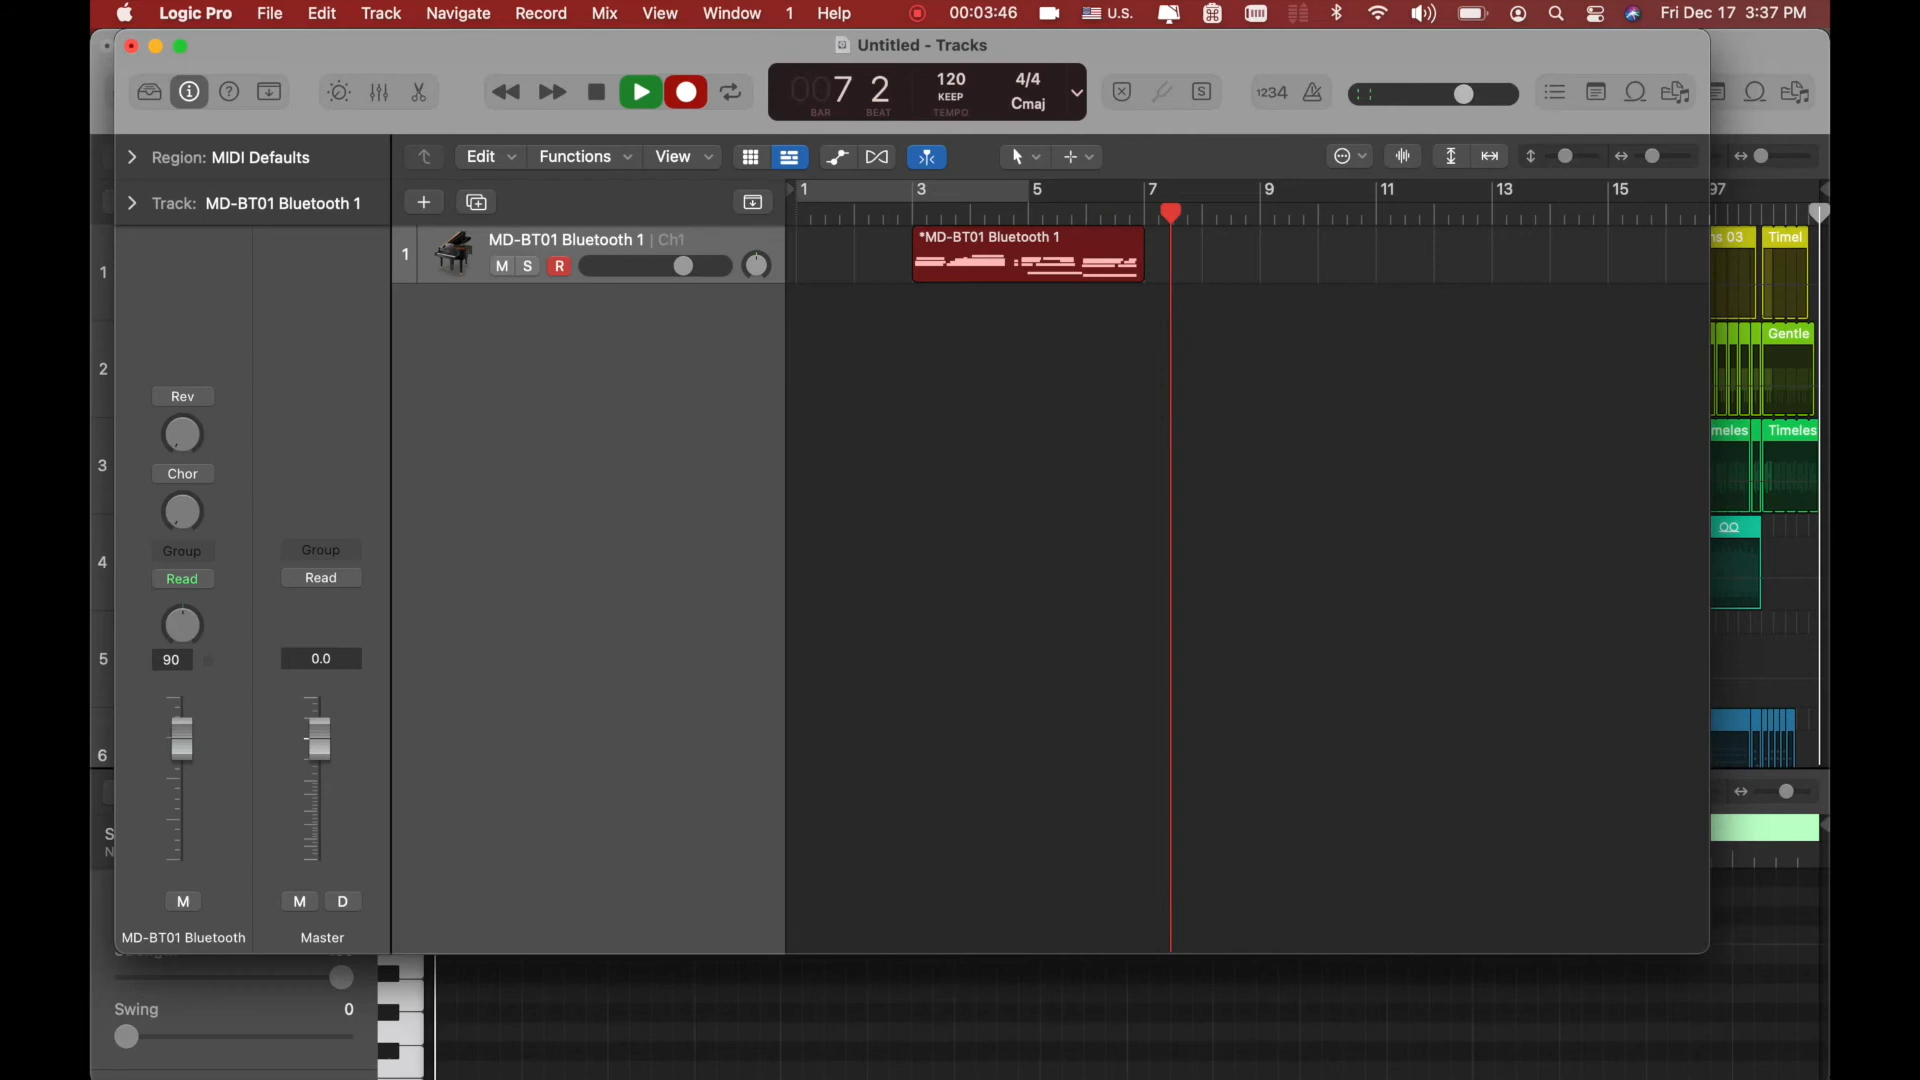 Logic Pro File Edit Track Navigate Record Mix View Window 1 Help 00:03:46 U.S. Fri Dec 17 3:37 PM
Untitled - Tracks
007 2 120 4/4
KEEP Cmaj
BAR BEAT TEMPO
S 1234
Region: MIDI Defaults
Edit Functions View
Track: MD-BT01 Bluetooth 1
1 3 5 7 9 11 13 15 97
1 MD-BT01 Bluetooth 1 | Ch1
M S R
*MD-BT01 Bluetooth 1
ns 03 Timel
1
Gentle
2
Rev
meles Timeles
3
Chor
Group Group
Read Read
4
90 0.0
5
6
S
N
M M D
MD-BT01 Bluetooth Master
Swing 0